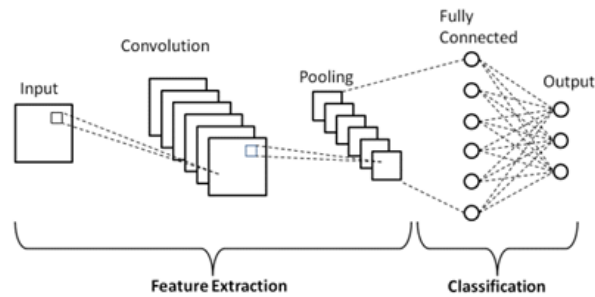 Fully
Connected
Convolution
Pooling
Input
Output
Feature Extraction
Classification